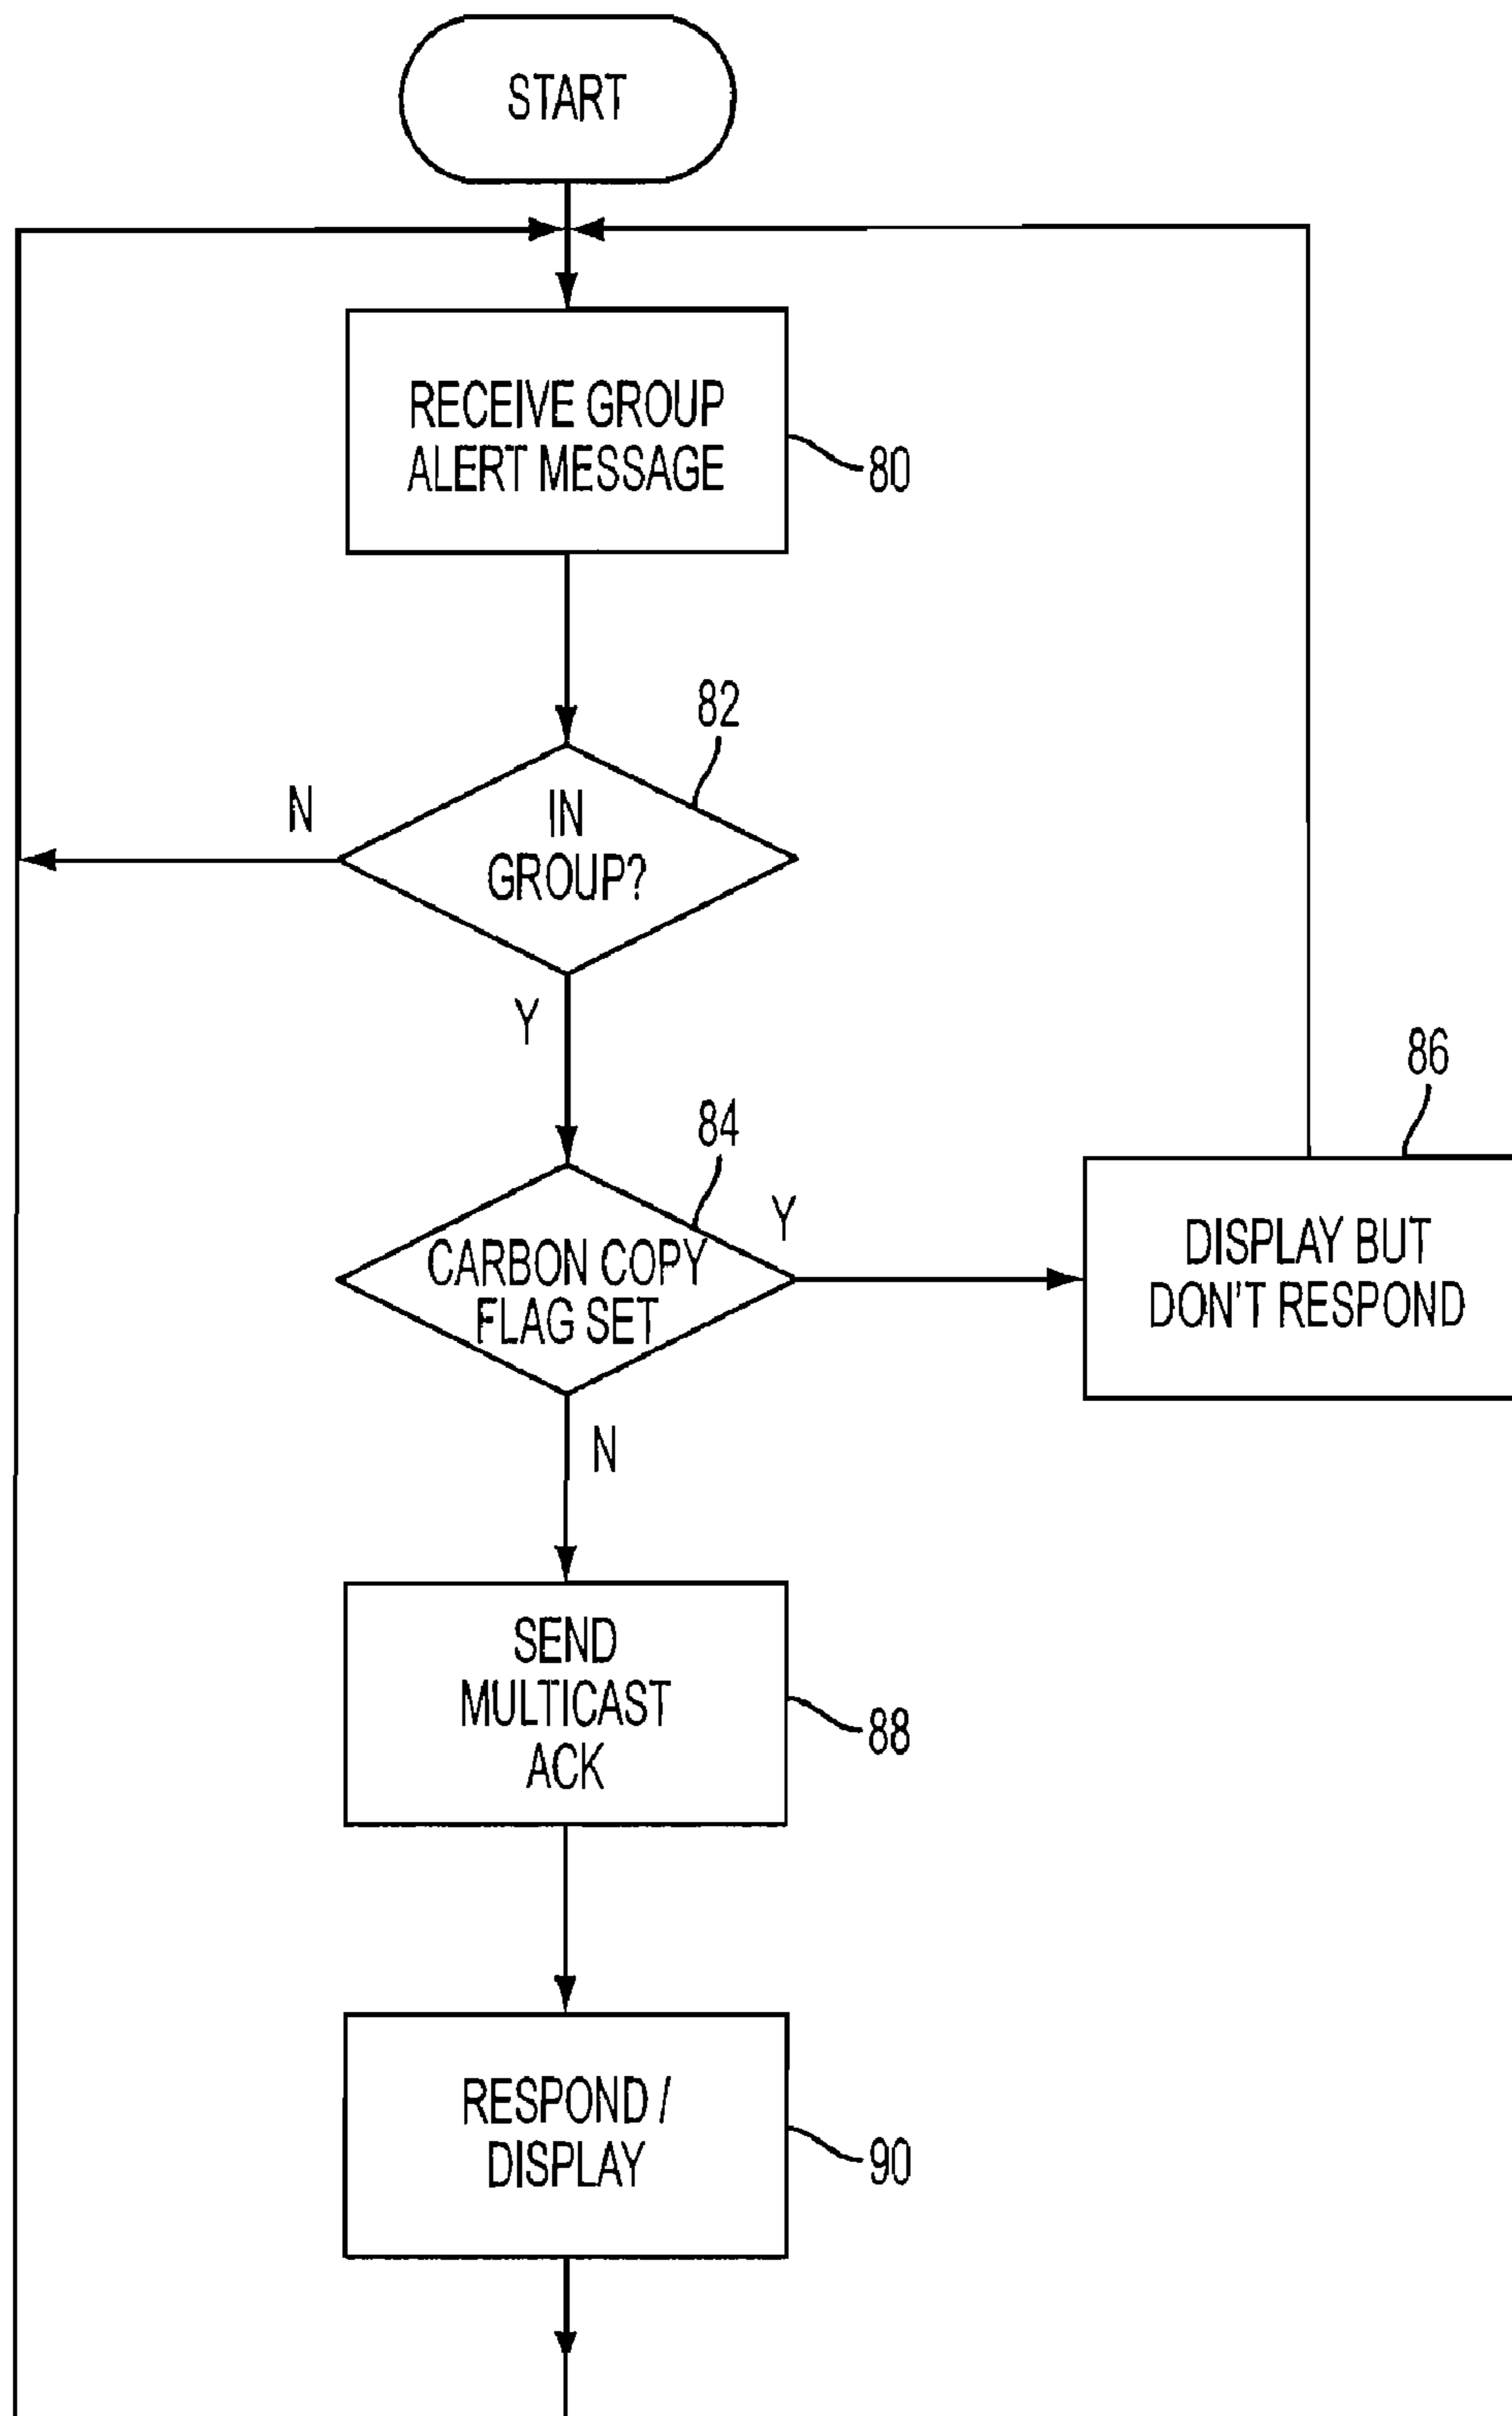 START
RECEIVE GROUP
ALERT MESSAGE
80
82
N
IN
GROUP?
Y
86
84
Y
CARBON COPY
FLAG SET
DISPLAY BUT
DON'T RESPOND
N
SEND
MULTICAST
ACK
88
RESPOND /
DISPLAY
90